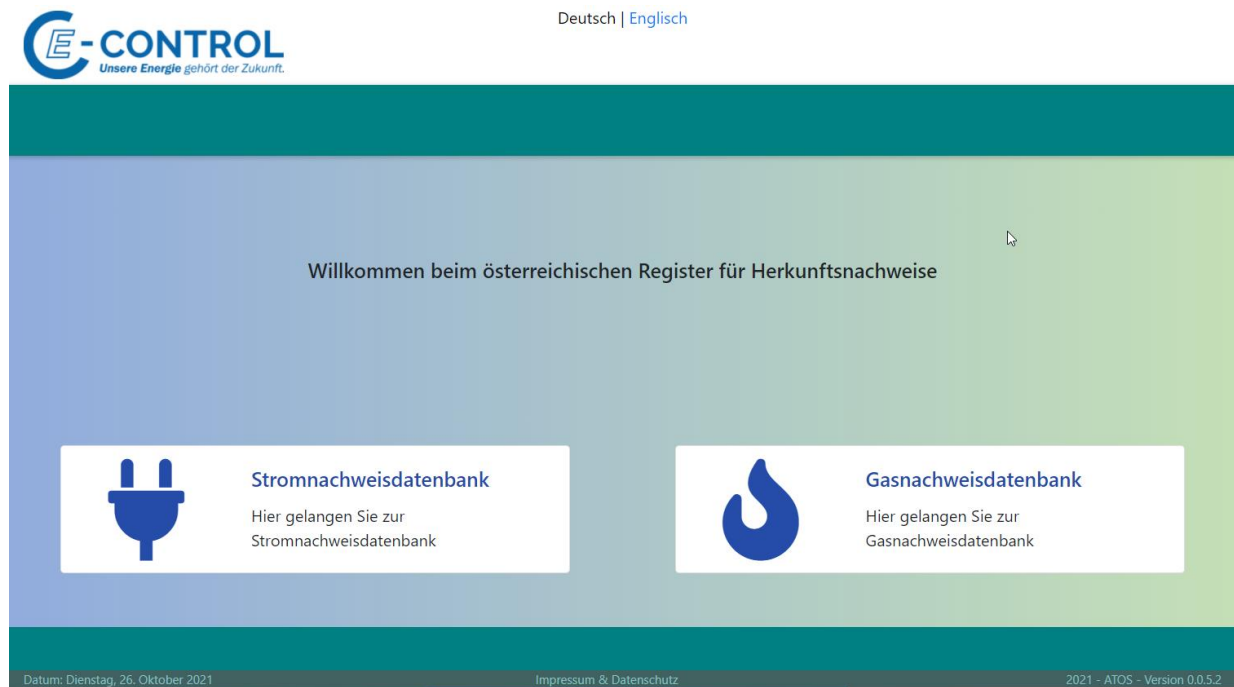 E-CONTROL
Unsere Energie gehört der Zukunft.
Deutsch | Englisch
Willkommen beim österreichischen Register für Herkunftsnachweise
Stromnachweisdatenbank
Hier gelangen Sie zur
Stromnachweisdatenbank
Gasnachweisdatenbank
Hier gelangen Sie zur
Gasnachweisdatenbank
Datum: Dienstag, 26. Oktober 2021
Impressum & Datenschutz
2021 - ATOS - Version 0.0.5.2